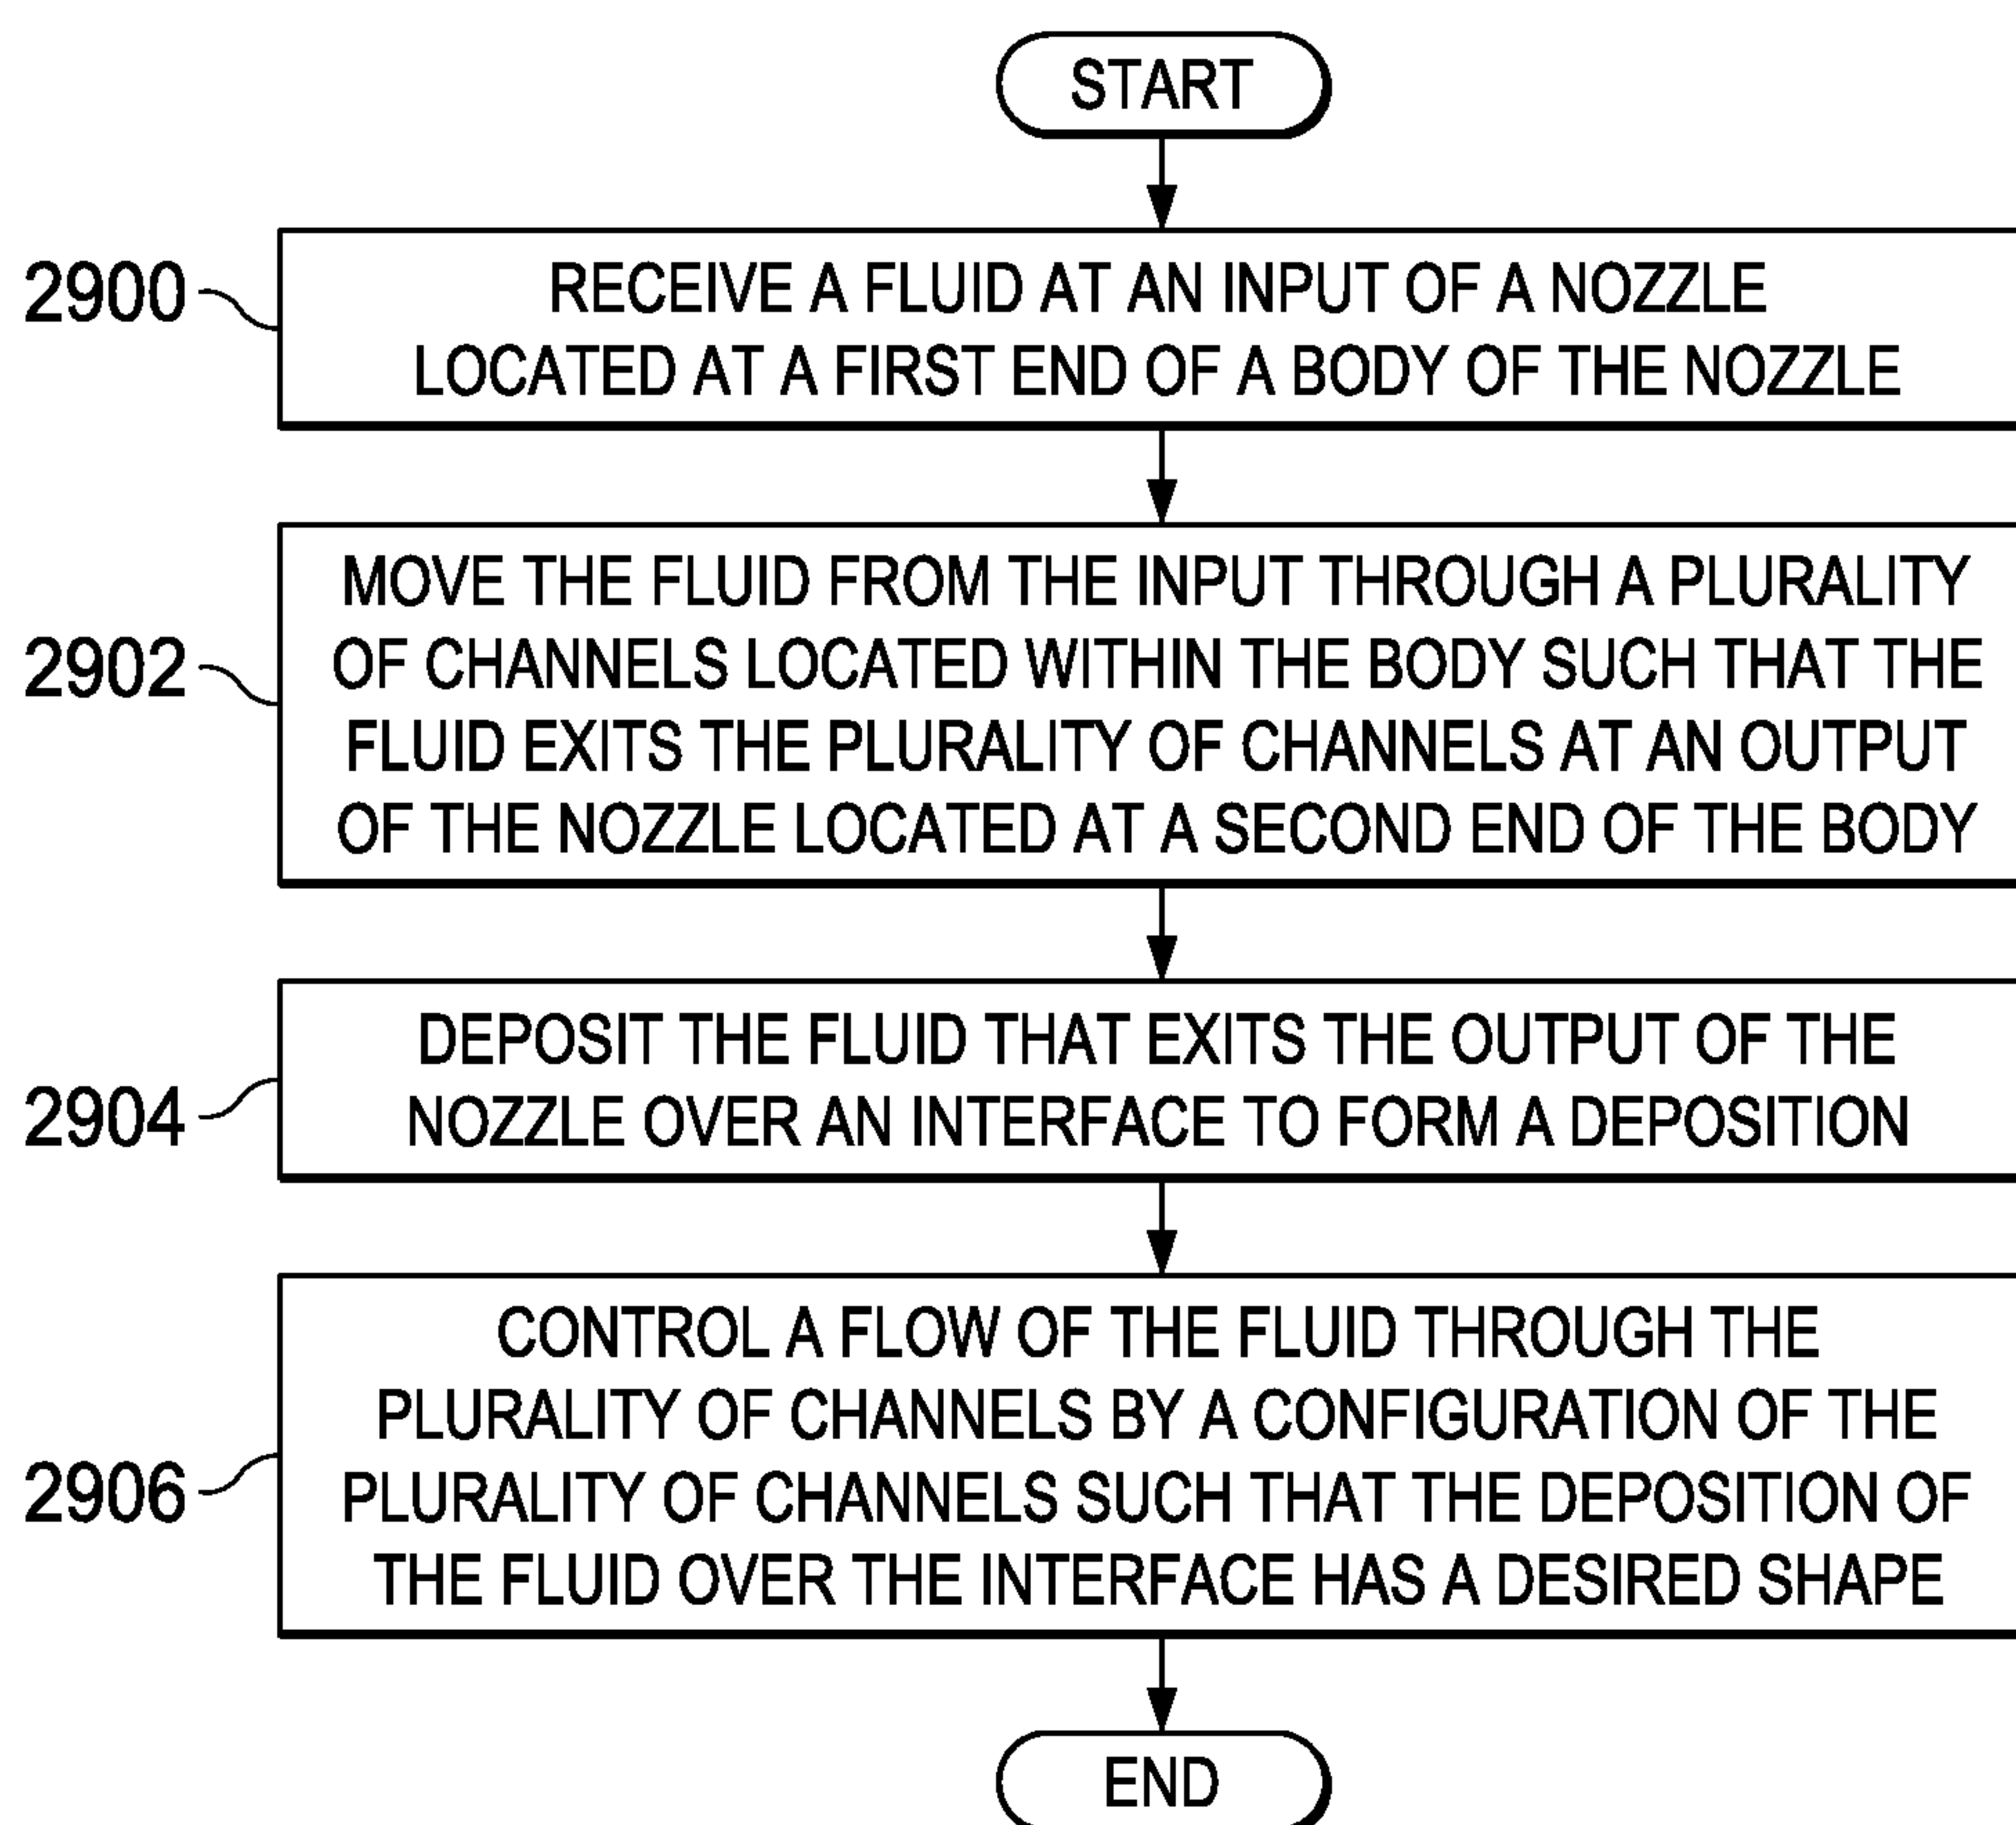 START
2900
RECEIVE A FLUID AT AN INPUT OF A NOZZLE
LOCATED AT A FIRST END OF A BODY OF THE NOZZLE
2902
MOVE THE FLUID FROM THE INPUT THROUGH A PLURALITY
OF CHANNELS LOCATED WITHIN THE BODY SUCH THAT THE
FLUID EXITS THE PLURALITY OF CHANNELS AT AN OUTPUT
OF THE NOZZLE LOCATED AT A SECOND END OF THE BODY
2904
DEPOSIT THE FLUID THAT EXITS THE OUTPUT OF THE
NOZZLE OVER AN INTERFACE TO FORM A DEPOSITION
2906
CONTROL A FLOW OF THE FLUID THROUGH THE
PLURALITY OF CHANNELS BY A CONFIGURATION OF THE
PLURALITY OF CHANNELS SUCH THAT THE DEPOSITION OF
THE FLUID OVER THE INTERFACE HAS A DESIRED SHAPE
END